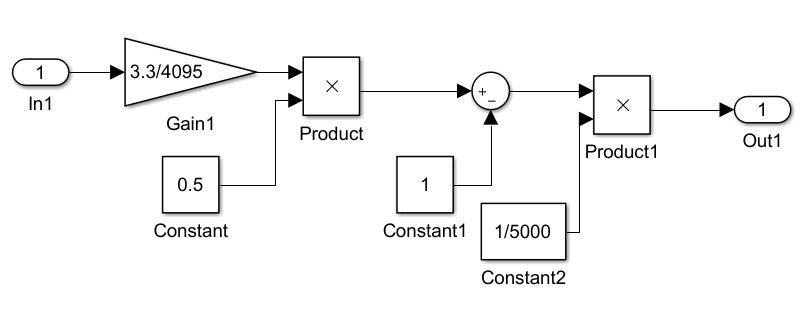 1
In1
3.3/4095
Gain1
×
Product
0.5
Constant
+
−
1
Constant1
1/5000
Constant2
×
Product1
1
Out1